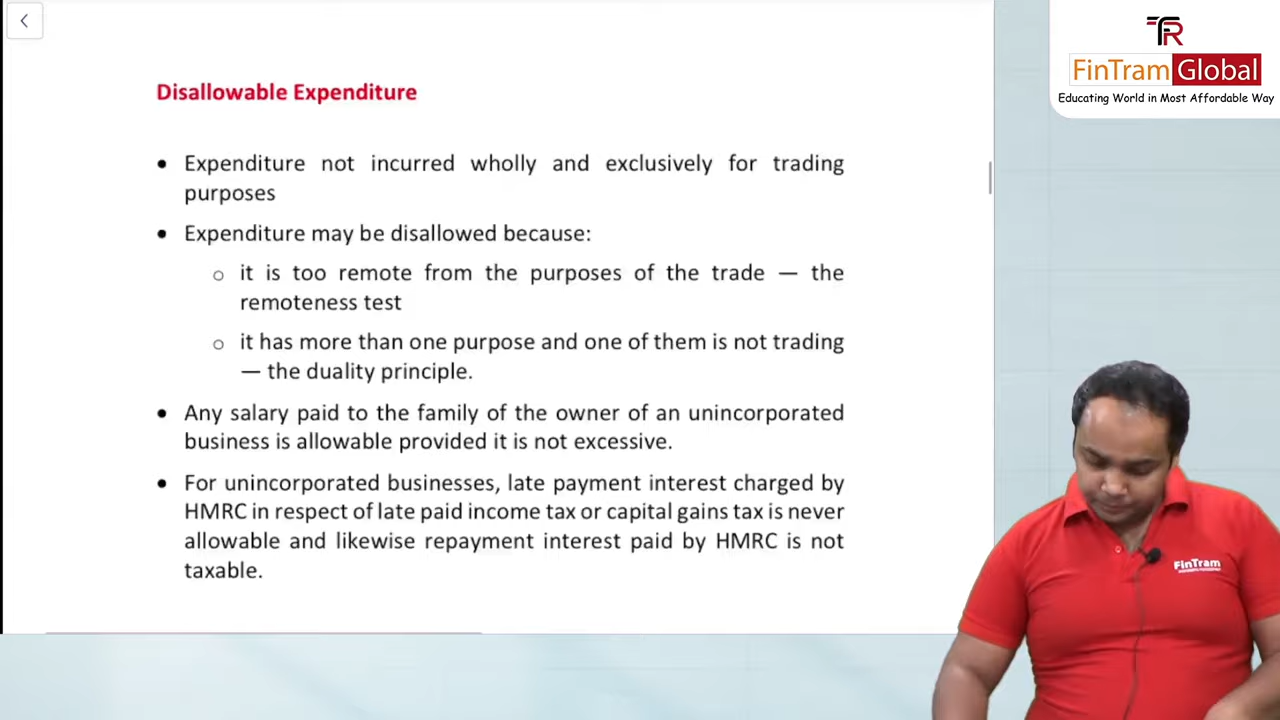 Disallowable Expenditure
• Expenditure not incurred wholly and exclusively for trading
purposes
• Expenditure may be disallowed because:
o it is too remote from the purposes of the trade — the
remoteness test
o it has more than one purpose and one of them is not trading
— the duality principle.
• Any salary paid to the family of the owner of an unincorporated
business is allowable provided it is not excessive.
• For unincorporated businesses, late payment interest charged by
HMRC in respect of late paid income tax or capital gains tax is never
allowable and likewise repayment interest paid by HMRC is not
taxable.
FinTram Global
Educating World in Most Affordable Way
FinTram